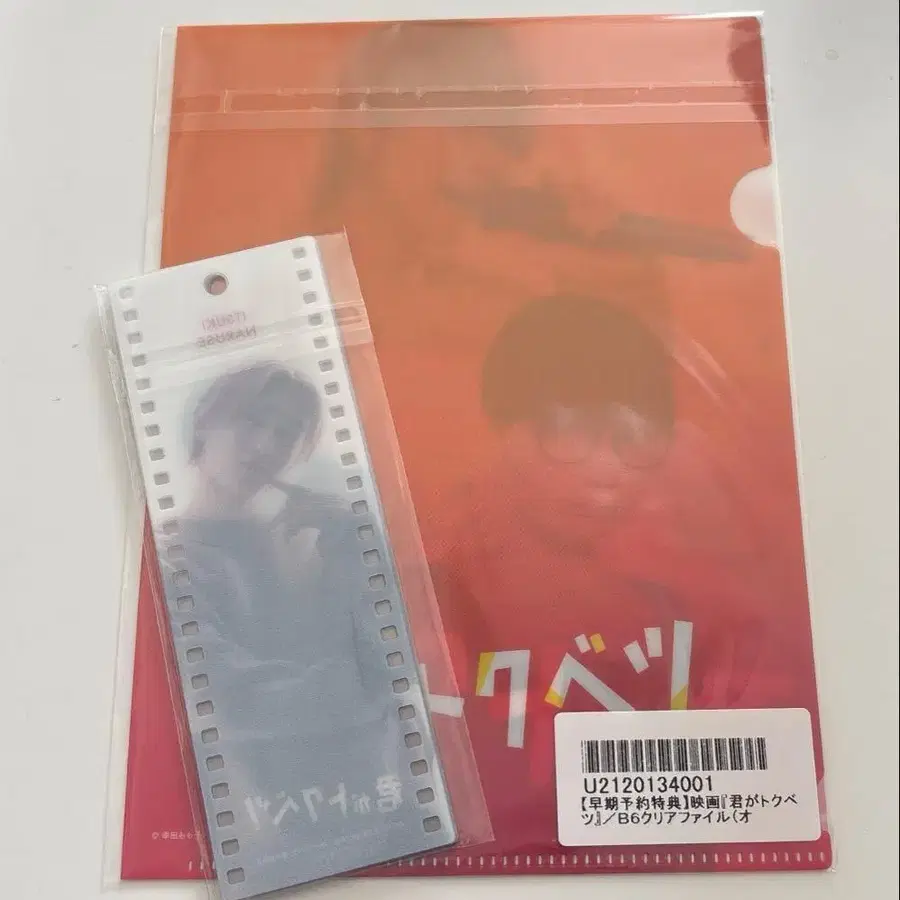 ITSUKI
NARUSE
トクベツ
君がトクベツ
U2120134001
【早期予約特典】映画『君がトクベ
ツ』／B6クリアファイル（オ